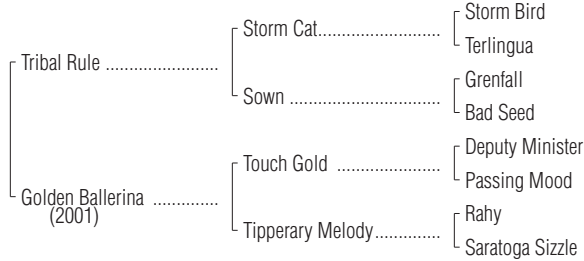 Storm Bird
Storm Cat..............................
Terlingua
Tribal Rule ...........................
Grenfall
Sown .....................................
Bad Seed
Deputy Minister
Touch Gold .........................
Passing Mood
Golden Ballerina ................
(2001)
Rahy
Tipperary Melody................
Saratoga Sizzle